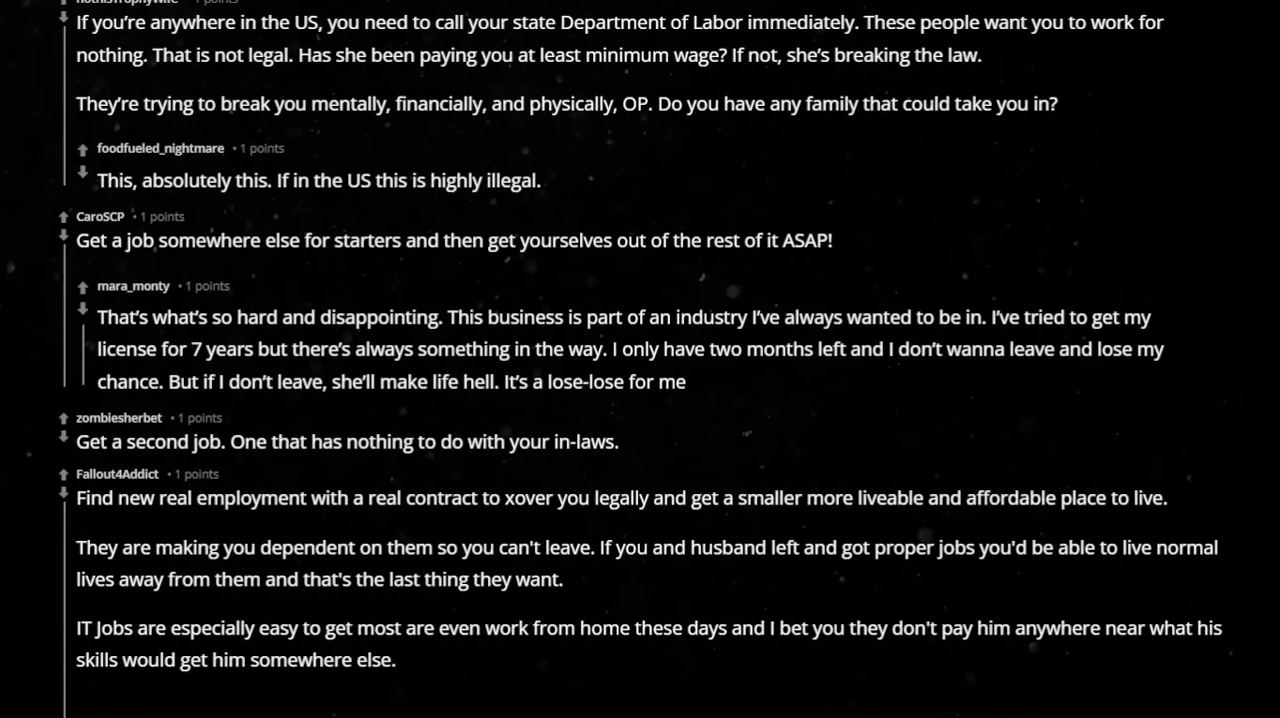 If you’re anywhere in the US, you need to call your state Department of Labor immediately. These people want you to work for
nothing. That is not legal. Has she been paying you at least minimum wage? If not, she’s breaking the law.
They’re trying to break you mentally, financially, and physically, OP. Do you have any family that could take you in?
foodfueled_nightmare • 1 points
This, absolutely this. If in the US this is highly illegal.
CaroSCP • 1 points
Get a job somewhere else for starters and then get yourselves out of the rest of it ASAP!
mara_monty • 1 points
That’s what’s so hard and disappointing. This business is part of an industry I’ve always wanted to be in. I’ve tried to get my
license for 7 years but there’s always something in the way. I only have two months left and I don’t wanna leave and lose my
chance. But if I don’t leave, she’ll make life hell. It’s a lose-lose for me
zombiesherbet • 1 points
Get a second job. One that has nothing to do with your in-laws.
Fallout4Addict • 1 points
Find new real employment with a real contract to xover you legally and get a smaller more liveable and affordable place to live.
They are making you dependent on them so you can't leave. If you and husband left and got proper jobs you'd be able to live normal
lives away from them and that's the last thing they want.
IT Jobs are especially easy to get most are even work from home these days and I bet you they don't pay him anywhere near what his
skills would get him somewhere else.